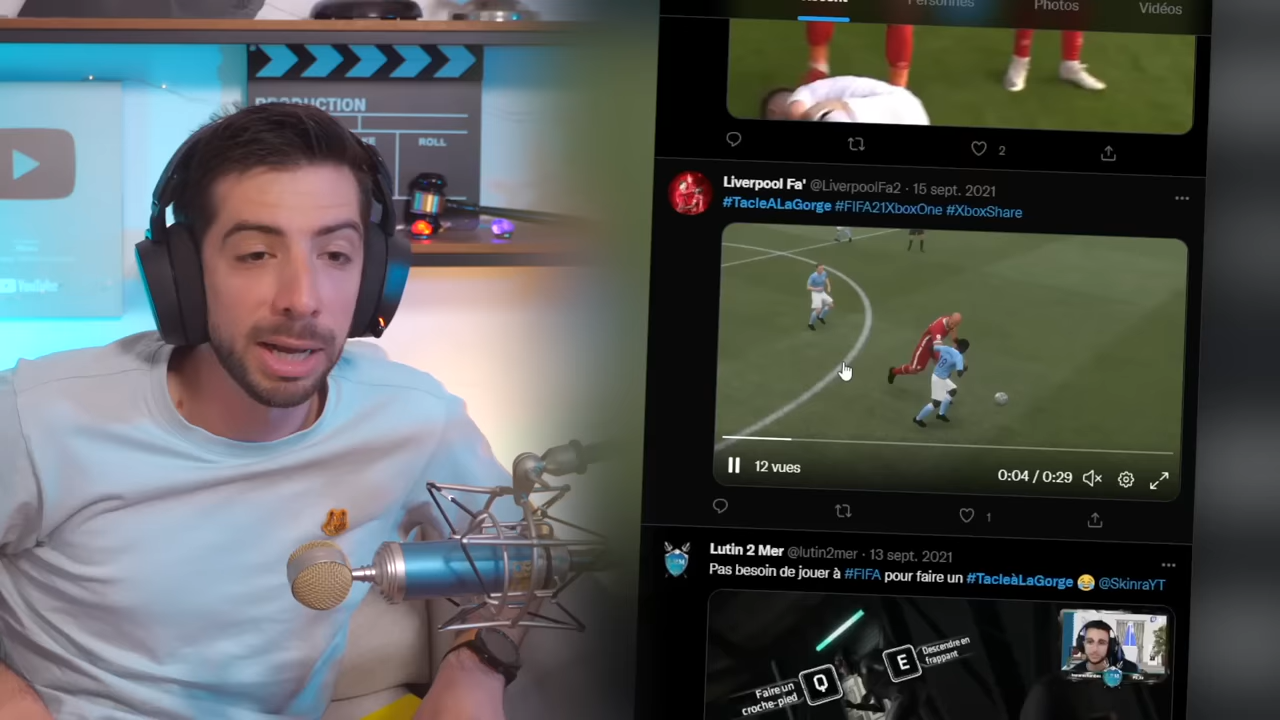 PRODUCTION
ROLL
YouTube
Récent
Personnes
Photos
Vidéos
2
Liverpool Fa' @LiverpoolFa2 · 15 sept. 2021
#TacleALaGorge #FIFA21XboxOne #XboxShare
12 vues
0:04 / 0:29
1
Lutin 2 Mer @lutin2mer · 13 sept. 2021
Pas besoin de jouer à #FIFA pour faire un #TacleàLaGorge 😂 @SkinraYT
Faire un
croche-pied
Q
E
Descendre en
frappant